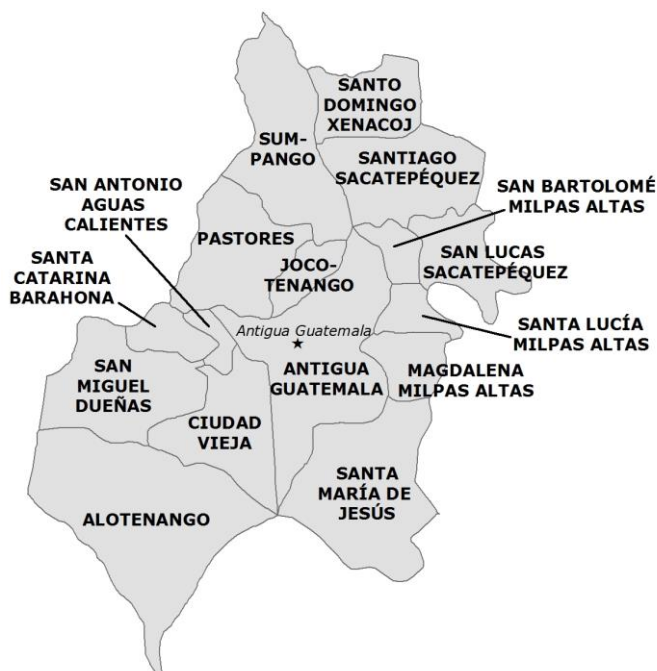 SANTO
DOMINGO
XENACOJ
SUM-
PANGO
SANTIAGO
SACATEPÉQUEZ
SAN ANTONIO
AGUAS
CALIENTES
SAN BARTOLOMÉ
MILPAS ALTAS
PASTORES
SANTA
CATARINA
BARAHONA
JOCO-
TENANGO
SAN LUCAS
SACATEPÉQUEZ
Antigua Guatemala
SANTA LUCÍA
MILPAS ALTAS
SAN
MIGUEL
DUEÑAS
ANTIGUA
GUATEMALA
MAGDALENA
MILPAS ALTAS
CIUDAD
VIEJA
SANTA
MARÍA DE
JESÚS
ALOTENANGO